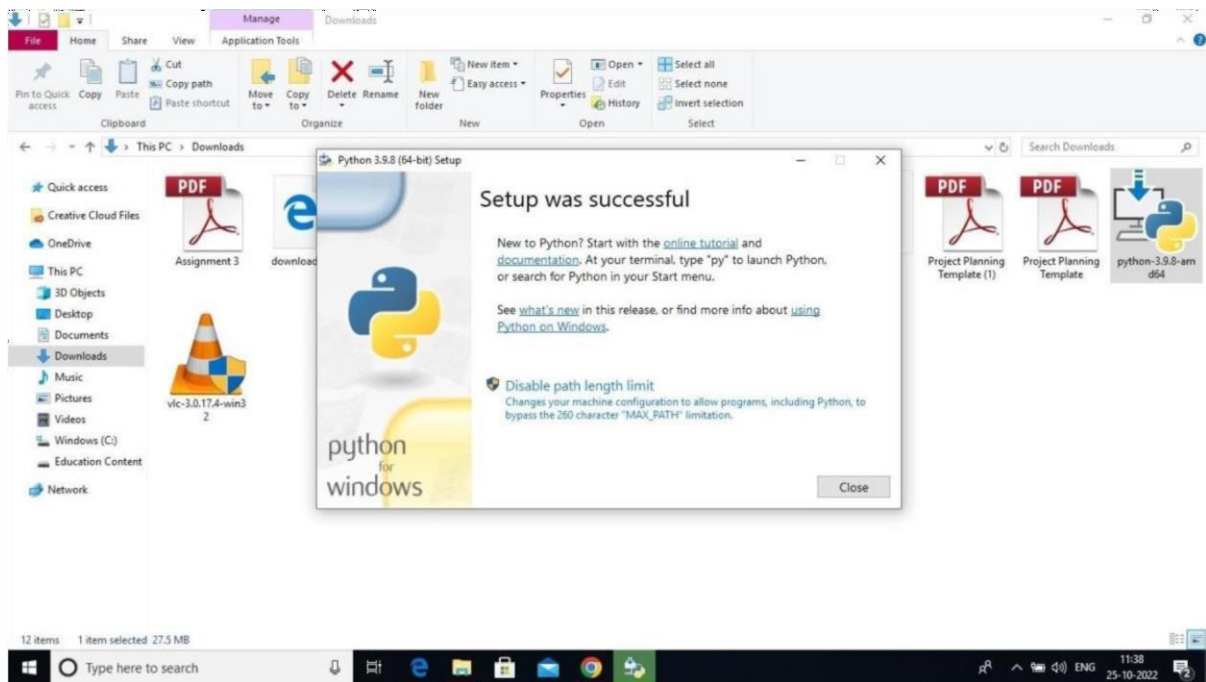 Manage
Downloads
File
Home
Share
View
Application Tools
Pin to Quick
access
Copy
Paste
Cut
Copy path
Paste shortcut
Clipboard
Move
to
Copy
to
Delete
Rename
Organize
New
folder
New item
Easy access
New
Properties
Open
Edit
History
Open
Select all
Select none
Invert selection
Select
This PC
Downloads
Search Downloads
Quick access
Creative Cloud Files
OneDrive
This PC
3D Objects
Desktop
Documents
Downloads
Music
Pictures
Videos
Windows (C:)
Education Content
Network
PDF
Assignment 3
download
vlc-3.0.17.4-win3
2
Python 3.9.8 (64-bit) Setup
Setup was successful
New to Python? Start with the online tutorial and
documentation. At your terminal, type "py" to launch Python,
or search for Python in your Start menu.
See what's new in this release, or find more info about using
Python on Windows.
Disable path length limit
Changes your machine configuration to allow programs, including Python, to
bypass the 260 character "MAX_PATH" limitation.
python
for
windows
Close
PDF
Project Planning
Template (1)
PDF
Project Planning
Template
python-3.9.8-am
d64
12 items
1 item selected 27.5 MB
Type here to search
ENG
11:38
25-10-2022
2